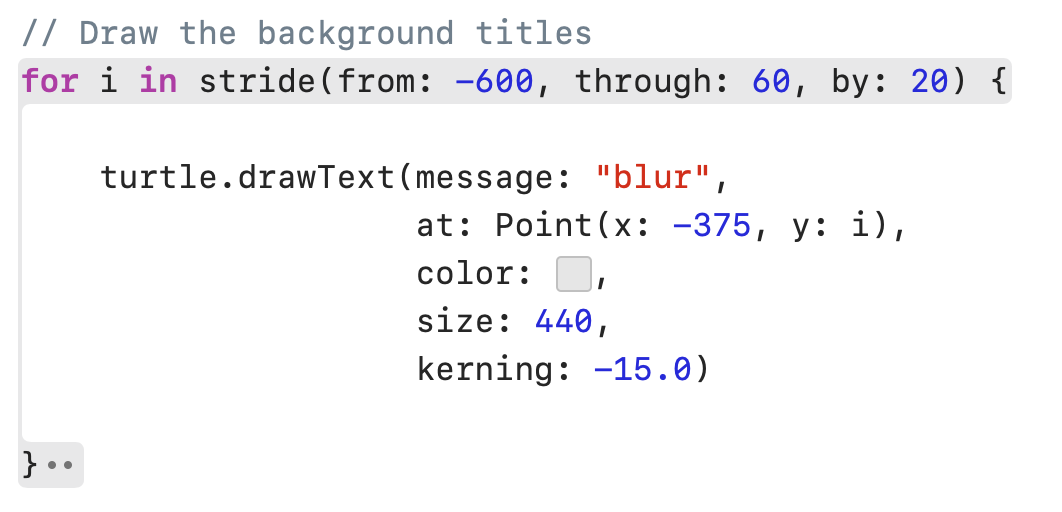 // Draw the background titles
for i in stride(from: -600, through: 60, by: 20) {
turtle.drawText(message: "blur",
at: Point(x: -375, y: i),
color: ,
size: 440,
kerning: -15.0)
}